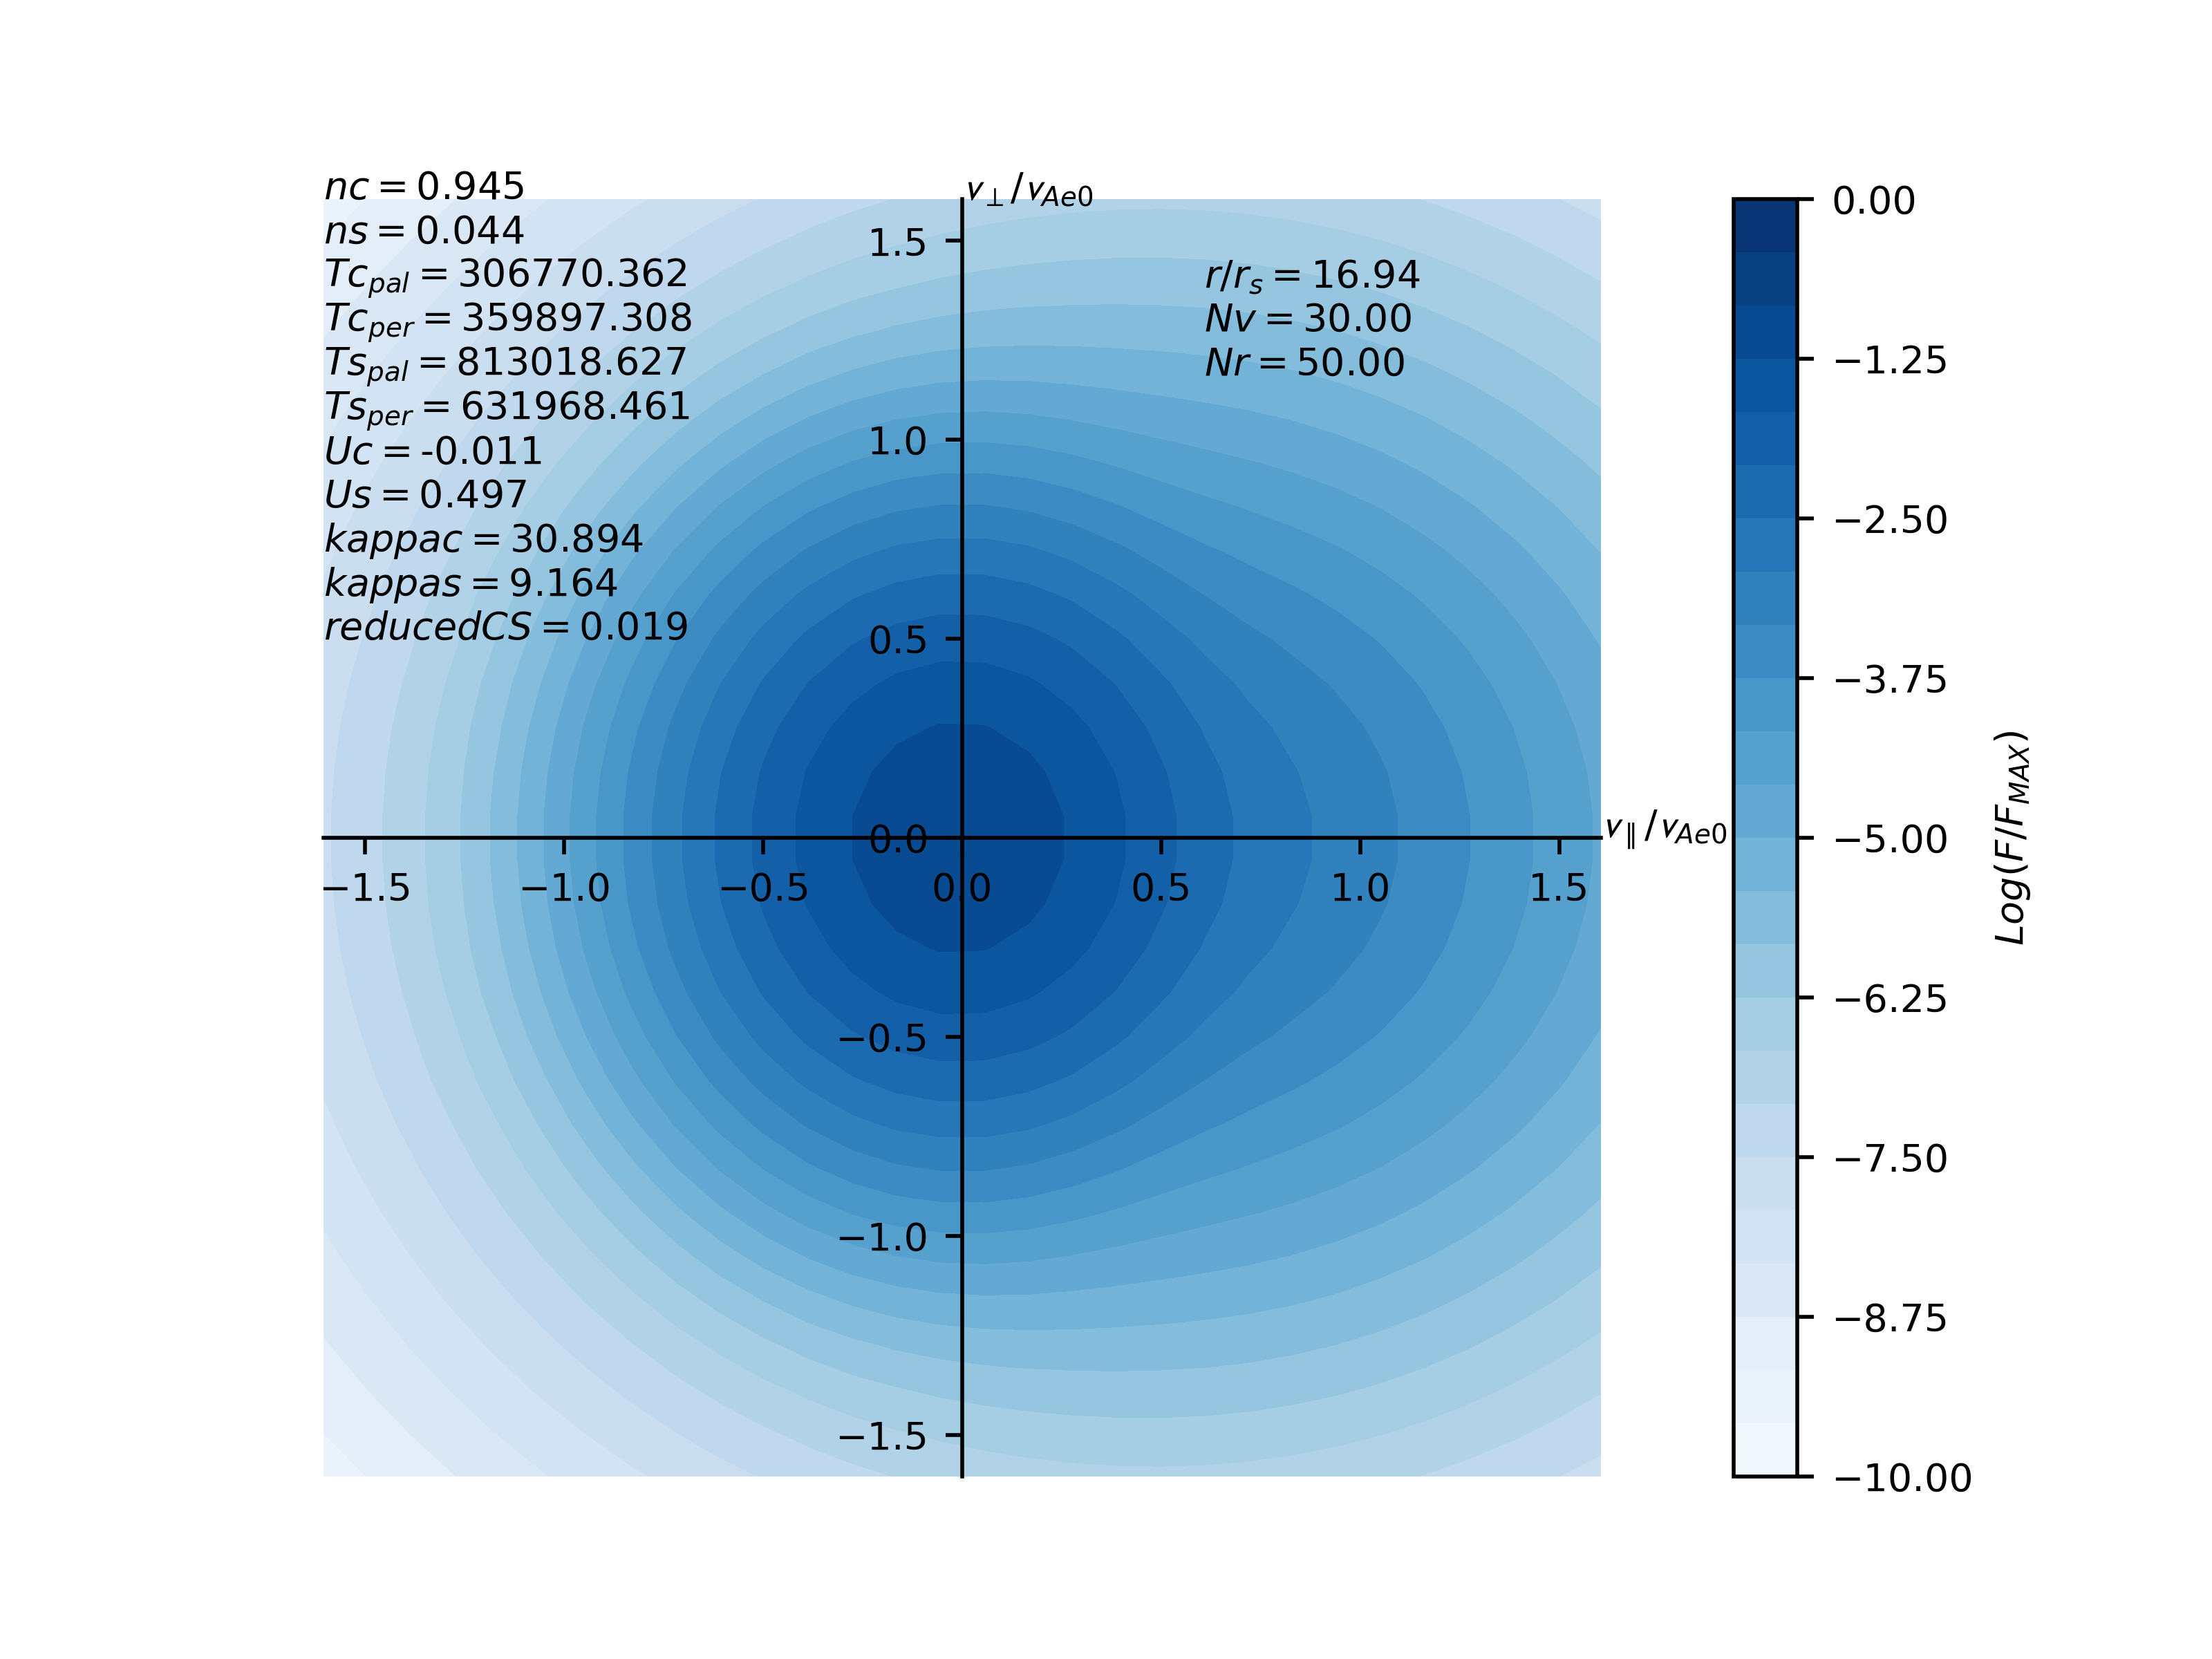 nc = 0.945
ns = 0.044
Tc_pal = 306770.362
Tc_per = 359897.308
Ts_pal = 813018.627
Ts_per = 631968.461
Uc = -0.011
Us = 0.497
kappac = 30.894
kappas = 9.164
reducedCS = 0.019
v⊥/v_Ae0
r/r_s = 16.94
Nv = 30.00
Nr = 50.00
1.5
1.0
0.5
0.0
−0.5
−1.0
−1.5
−1.5 −1.0 −0.5 0.0 0.5 1.0 1.5
v∥/v_Ae0
0.00
−1.25
−2.50
−3.75
−5.00
−6.25
−7.50
−8.75
−10.00
Log(F/F_MAX)